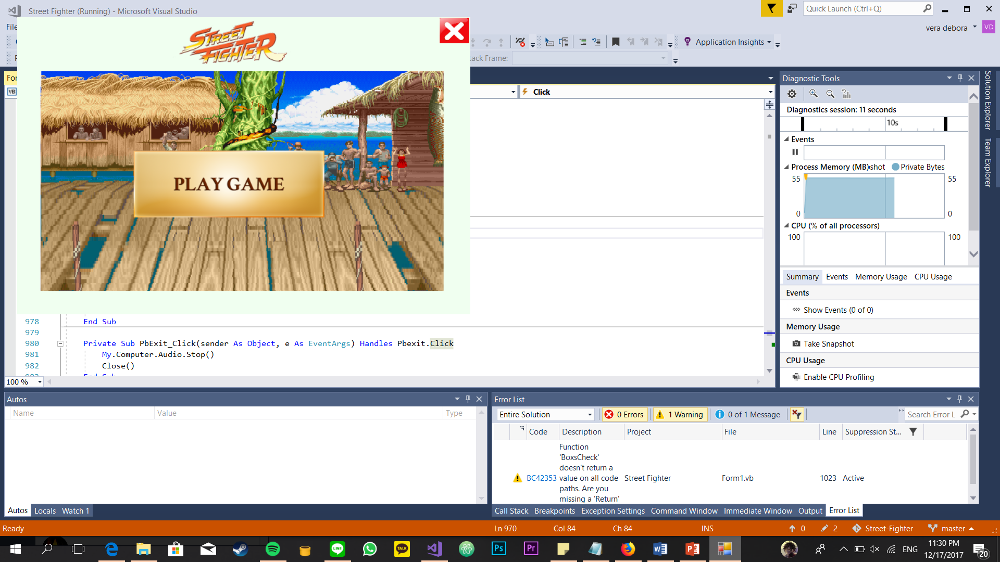 Street Fighter (Running) - Microsoft Visual Studio
Quick Launch (Ctrl+Q)
File
vera debora
VD
STREET FIGHTER
Application Insights
tack Frame:
For
VB
Click
PLAY GAME
978 End Sub
979
980 Private Sub PbExit_Click(sender As Object, e As EventArgs) Handles Pbexit.Click
981 My.Computer.Audio.Stop()
982 Close()
983 End Sub
100 %
Diagnostic Tools
Diagnostics session: 11 seconds
10s
Events
Process Memory (MB)
shot
Private Bytes
55
55
0
0
CPU (% of all processors)
100
100
Summary Events Memory Usage CPU Usage
Events
Show Events (0 of 0)
Memory Usage
Take Snapshot
CPU Usage
Enable CPU Profiling
Solution Explorer
Team Explorer
Autos
Name Value Type
Autos Locals Watch 1
Error List
Entire Solution
0 Errors
1 Warning
0 of 1 Message
Search Error L
Code Description Project File Line Suppression St...
Function
'BoxsCheck'
doesn't return a
BC42353 value on all code Street Fighter Form1.vb 1023 Active
paths. Are you
missing a 'Return'
Call Stack Breakpoints Exception Settings Command Window Immediate Window Output Error List
Ready
Ln 970 Col 84 Ch 84 INS
0 2 Street-Fighter master
LINE
TALK
Ps
Pr
ENG
11:30 PM
12/17/2017
20